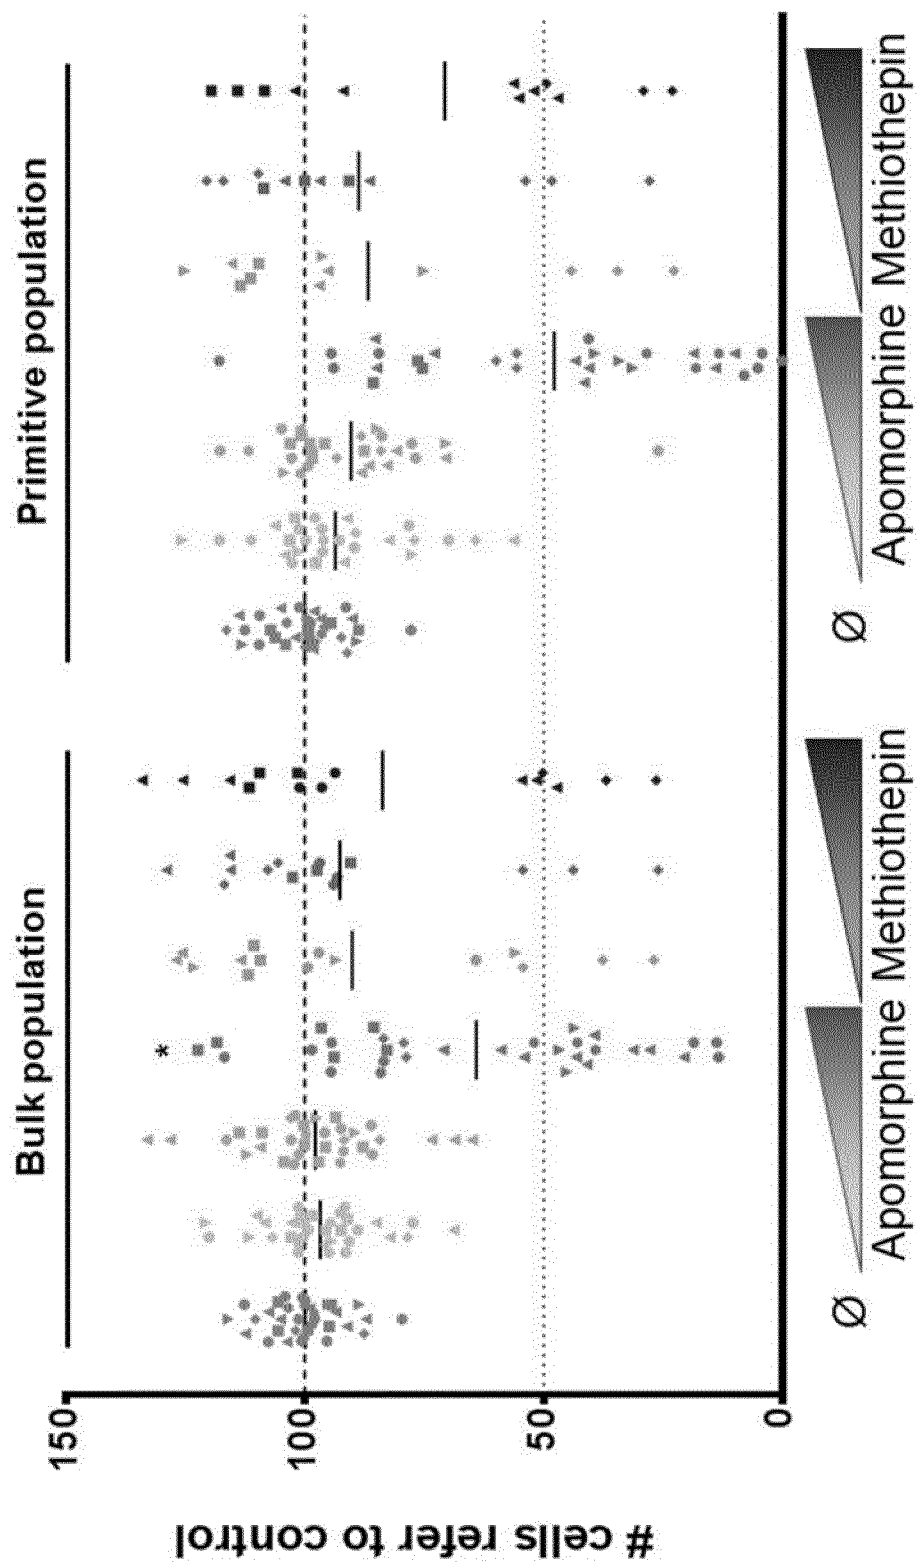 # cells refer to control
150
100
50
0
Bulk population
Primitive population
*
Ø
Apomorphine
Methiothepin
Ø
Apomorphine
Methiothepin